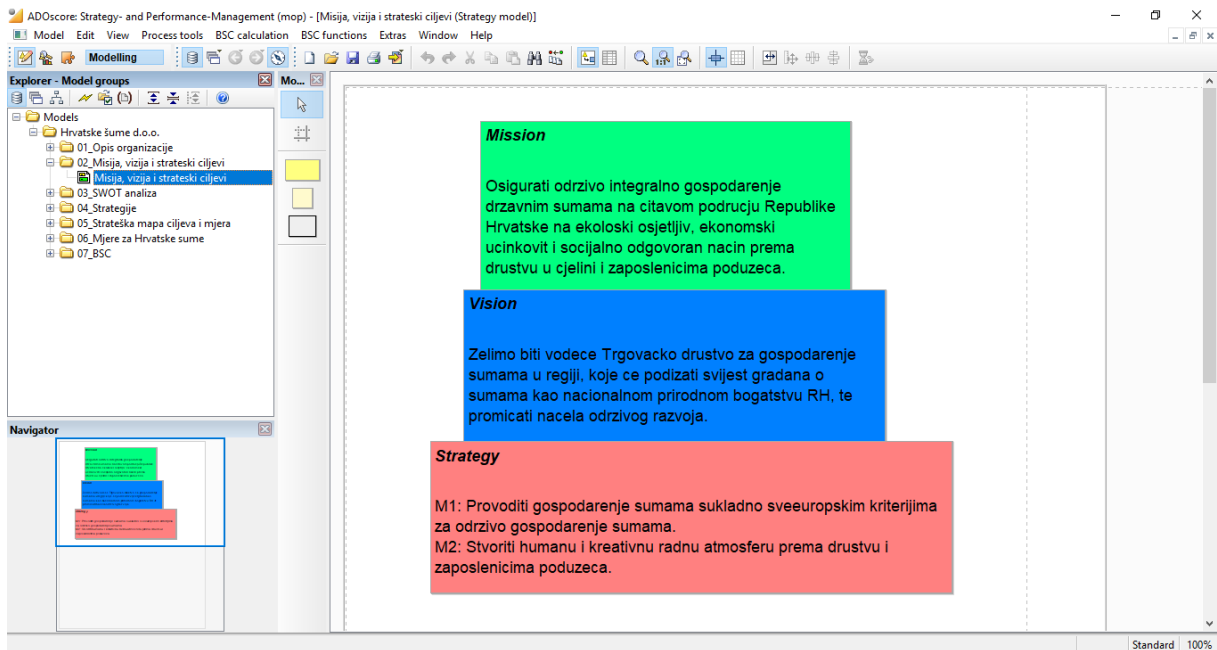 ADOscore: Strategy- and Performance-Management (mop) - [Misija, vizija i strateski ciljevi (Strategy model)]
Model Edit View Process tools BSC calculation BSC functions Extras Window Help
Modelling
Explorer - Model groups
Mo...
Models
Hrvatske šume d.o.o.
01_Opis organizacije
02_Misija, vizija i strateski ciljevi
Misija, vizija i strateski ciljevi
03_SWOT analiza
04_Strategije
05_Strateška mapa ciljeva i mjera
06_Mjere za Hrvatske sume
07_BSC
Navigator
Mission
Osigurati odrzivo integralno gospodarenje
drzavnim sumama na citavom podrucju Republike
Hrvatske na ekoloski osjetljiv, ekonomski
ucinkovit i socijalno odgovoran nacin prema
drustvu u cjelini i zaposlenicima poduzeca.
Vision
Zelimo biti vodece Trgovacko drustvo za gospodarenje
sumama u regiji, koje ce podizati svijest gradana o
sumama kao nacionalnom prirodnom bogatstvu RH, te
promicati nacela odrzivog razvoja.
Strategy
M1: Provoditi gospodarenje sumama sukladno sveeuropskim kriterijima
za odrzivo gospodarenje sumama.
M2: Stvoriti humanu i kreativnu radnu atmosferu prema drustvu i
zaposlenicima poduzeca.
Standard 100%